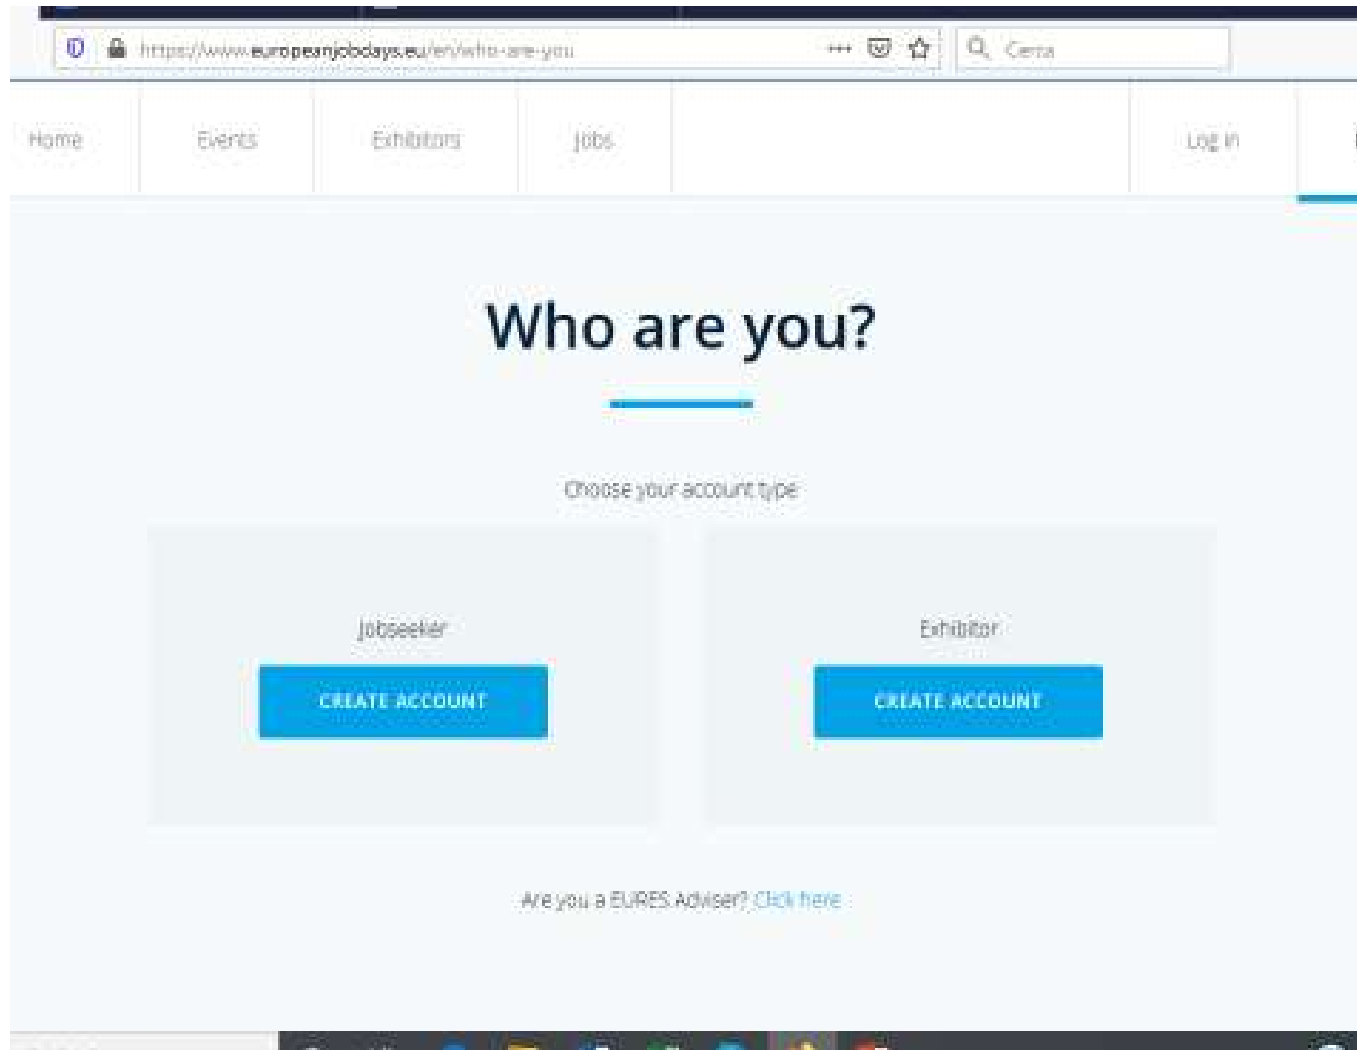 https://www.europeanjobdays.eu/en/who-are-you
Cerca
Home Events Exhibitors Jobs Log in
Who are you?
Choose your account type
Jobseeker Exhibitor
CREATE ACCOUNT CREATE ACCOUNT
Are you a EURES Adviser? Click here